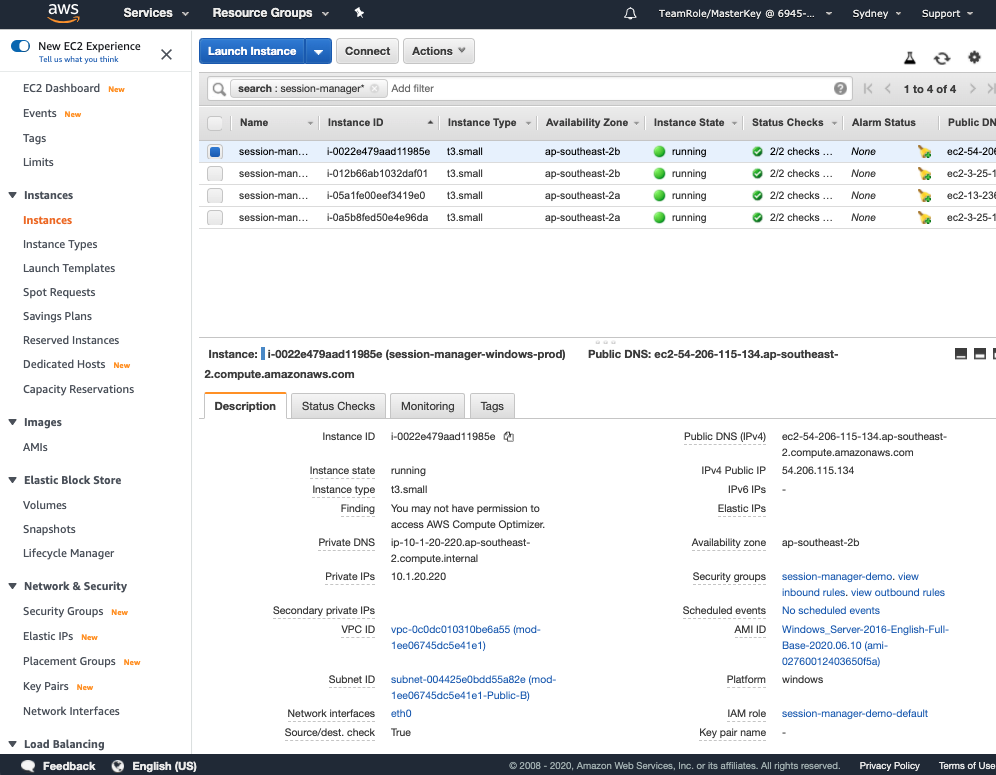 aws Services Resource Groups TeamRole/MasterKey @ 6945-... Sydney Support
New EC2 Experience
Tell us what you think
EC2 Dashboard New
Events New
Tags
Limits
Instances
Instances
Instance Types
Launch Templates
Spot Requests
Savings Plans
Reserved Instances
Dedicated Hosts New
Capacity Reservations
Images
AMIs
Elastic Block Store
Volumes
Snapshots
Lifecycle Manager
Network & Security
Security Groups New
Elastic IPs New
Placement Groups New
Key Pairs New
Network Interfaces
Load Balancing
Launch Instance Connect Actions
search : session-manager* Add filter 1 to 4 of 4
Name Instance ID Instance Type Availability Zone Instance State Status Checks Alarm Status Public DN
session-man... i-0022e479aad11985e t3.small ap-southeast-2b running 2/2 checks ... None ec2-54-206
session-man... i-012b66ab1032daf01 t3.small ap-southeast-2b running 2/2 checks ... None ec2-3-25-1
session-man... i-05a1fe00eef3419e0 t3.small ap-southeast-2a running 2/2 checks ... None ec2-13-236
session-man... i-0a5b8fed50e4e96da t3.small ap-southeast-2a running 2/2 checks ... None ec2-3-25-1
Instance: i-0022e479aad11985e (session-manager-windows-prod) Public DNS: ec2-54-206-115-134.ap-southeast-
2.compute.amazonaws.com
Description Status Checks Monitoring Tags
Instance ID i-0022e479aad11985e
Instance state running
Instance type t3.small
Finding You may not have permission to
access AWS Compute Optimizer.
Private DNS ip-10-1-20-220.ap-southeast-
2.compute.internal
Private IPs 10.1.20.220
Secondary private IPs
VPC ID vpc-0c0dc010310be6a55 (mod-
1ee06745dc5e41e1)
Subnet ID subnet-004425e0bdd55a82e (mod-
1ee06745dc5e41e1-Public-B)
Network interfaces eth0
Source/dest. check True
Public DNS (IPv4) ec2-54-206-115-134.ap-southeast-
2.compute.amazonaws.com
IPv4 Public IP 54.206.115.134
IPv6 IPs -
Elastic IPs
Availability zone ap-southeast-2b
Security groups session-manager-demo. view
inbound rules. view outbound rules
Scheduled events No scheduled events
AMI ID Windows_Server-2016-English-Full-
Base-2020.06.10 (ami-
02760012403650f5a)
Platform windows
IAM role session-manager-demo-default
Key pair name -
Feedback English (US) © 2008 - 2020, Amazon Web Services, Inc. or its affiliates. All rights reserved. Privacy Policy Terms of Use